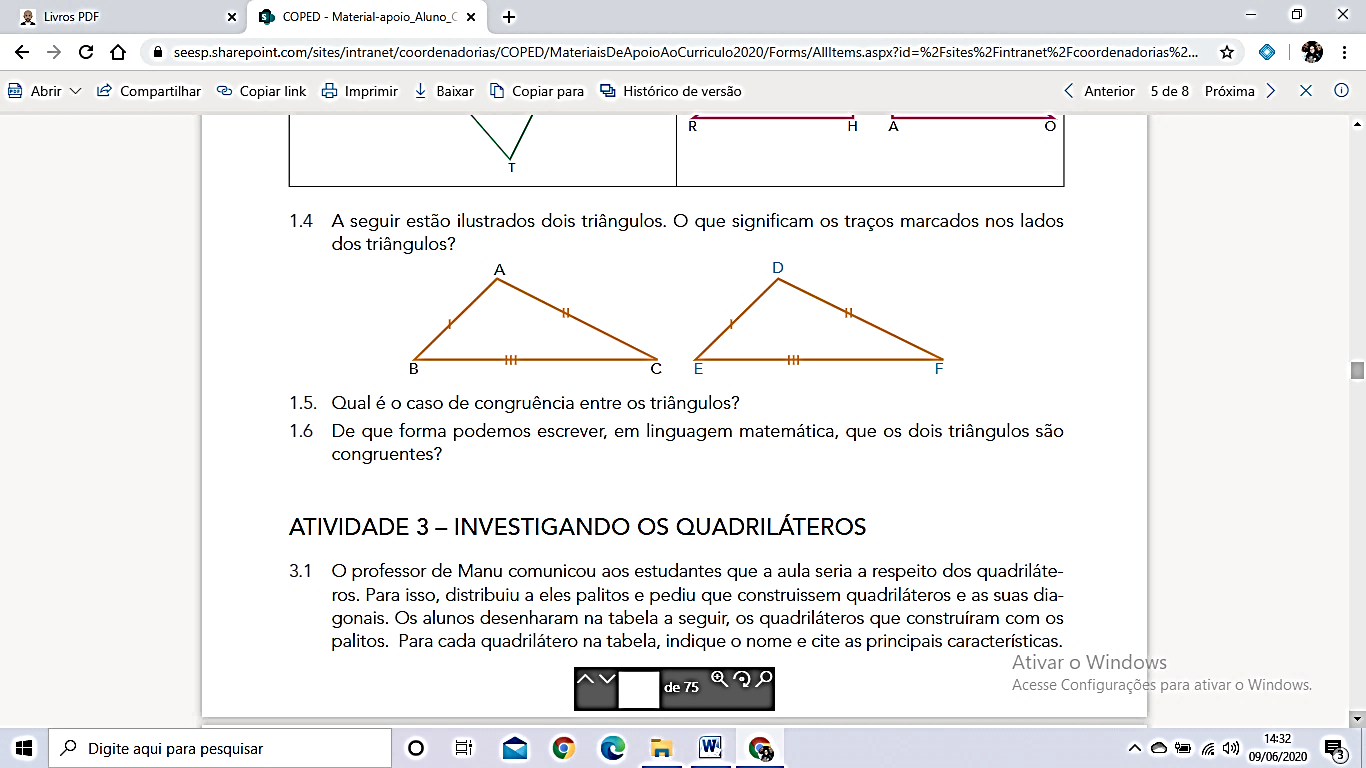 Livros PDF
COPED - Material-apoio_Aluno_C
seesp.sharepoint.com/sites/intranet/coordenadorias/COPED/MateriaisDeApoioAoCurriculo2020/Forms/AllItems.aspx?id=%2Fsites%2Fintranet%2Fcoordenadorias%2...
Abrir Compartilhar Copiar link Imprimir Baixar Copiar para Histórico de versão Anterior 5 de 8 Próxima
R H A O
T
1.4 A seguir estão ilustrados dois triângulos. O que significam os traços marcados nos lados
dos triângulos?
A D
B C E F
1.5. Qual é o caso de congruência entre os triângulos?
1.6 De que forma podemos escrever, em linguagem matemática, que os dois triângulos são
congruentes?
ATIVIDADE 3 – INVESTIGANDO OS QUADRILÁTEROS
3.1 O professor de Manu comunicou aos estudantes que a aula seria a respeito dos quadriláte-
ros. Para isso, distribuiu a eles palitos e pediu que construissem quadriláteros e as suas dia-
gonais. Os alunos desenharam na tabela a seguir, os quadriláteros que construíram com os
palitos. Para cada quadrilátero na tabela, indique o nome e cite as principais características.
de 75
Ativar o Windows
Acesse Configurações para ativar o Windows.
Digite aqui para pesquisar
14:32
09/06/2020
3